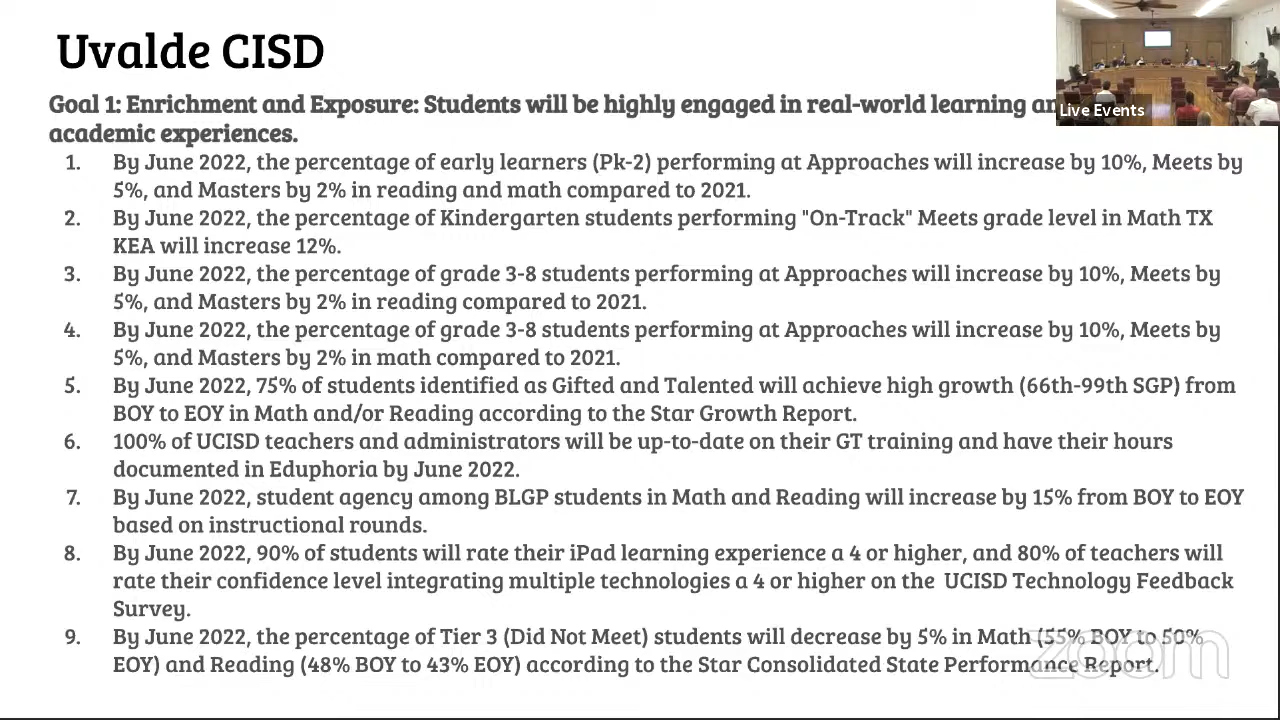 Uvalde CISD
Goal 1: Enrichment and Exposure: Students will be highly engaged in real-world learning
academic experiences.
Live Events
1. By June 2022, the percentage of early learners (Pk-2) performing at Approaches will increase by 10%, Meets by
5%, and Masters by 2% in reading and math compared to 2021.
2. By June 2022, the percentage of Kindergarten students performing "On-Track" Meets grade level in Math TX
KEA will increase 12%.
3. By June 2022, the percentage of grade 3-8 students performing at Approaches will increase by 10%, Meets by
5%, and Masters by 2% in reading compared to 2021.
4. By June 2022, the percentage of grade 3-8 students performing at Approaches will increase by 10%, Meets by
5%, and Masters by 2% in math compared to 2021.
5. By June 2022, 75% of students identified as Gifted and Talented will achieve high growth (66th-99th SGP) from
BOY to EOY in Math and/or Reading according to the Star Growth Report.
6. 100% of UCISD teachers and administrators will be up-to-date on their GT training and have their hours
documented in Eduphoria by June 2022.
7. By June 2022, student agency among BLGP students in Math and Reading will increase by 15% from BOY to EOY
based on instructional rounds.
8. By June 2022, 90% of students will rate their iPad learning experience a 4 or higher, and 80% of teachers will
rate their confidence level integrating multiple technologies a 4 or higher on the UCISD Technology Feedback
Survey.
9. By June 2022, the percentage of Tier 3 (Did Not Meet) students will decrease by 5% in Math (55% BOY to 50%
EOY) and Reading (48% BOY to 43% EOY) according to the Star Consolidated State Performance Report.
zoom